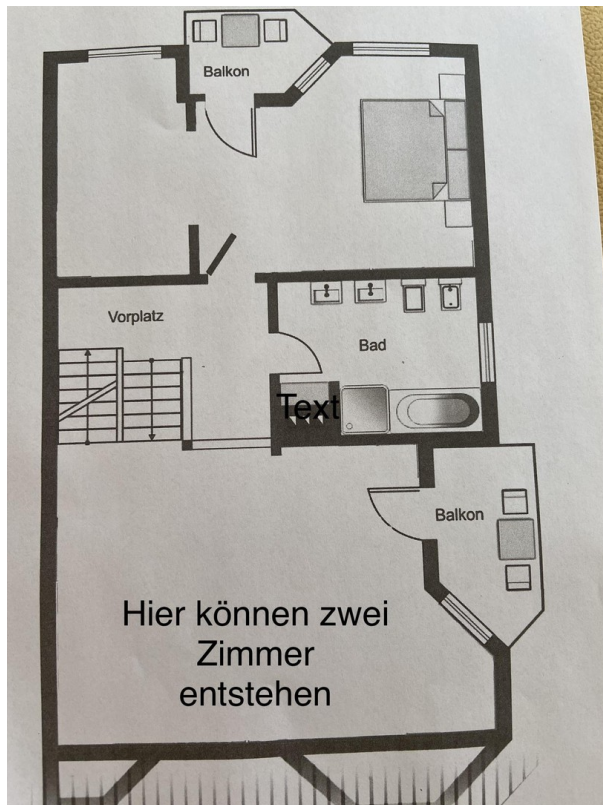 Balkon
Vorplatz
Bad
Text
Balkon
Hier können zwei
Zimmer
entstehen